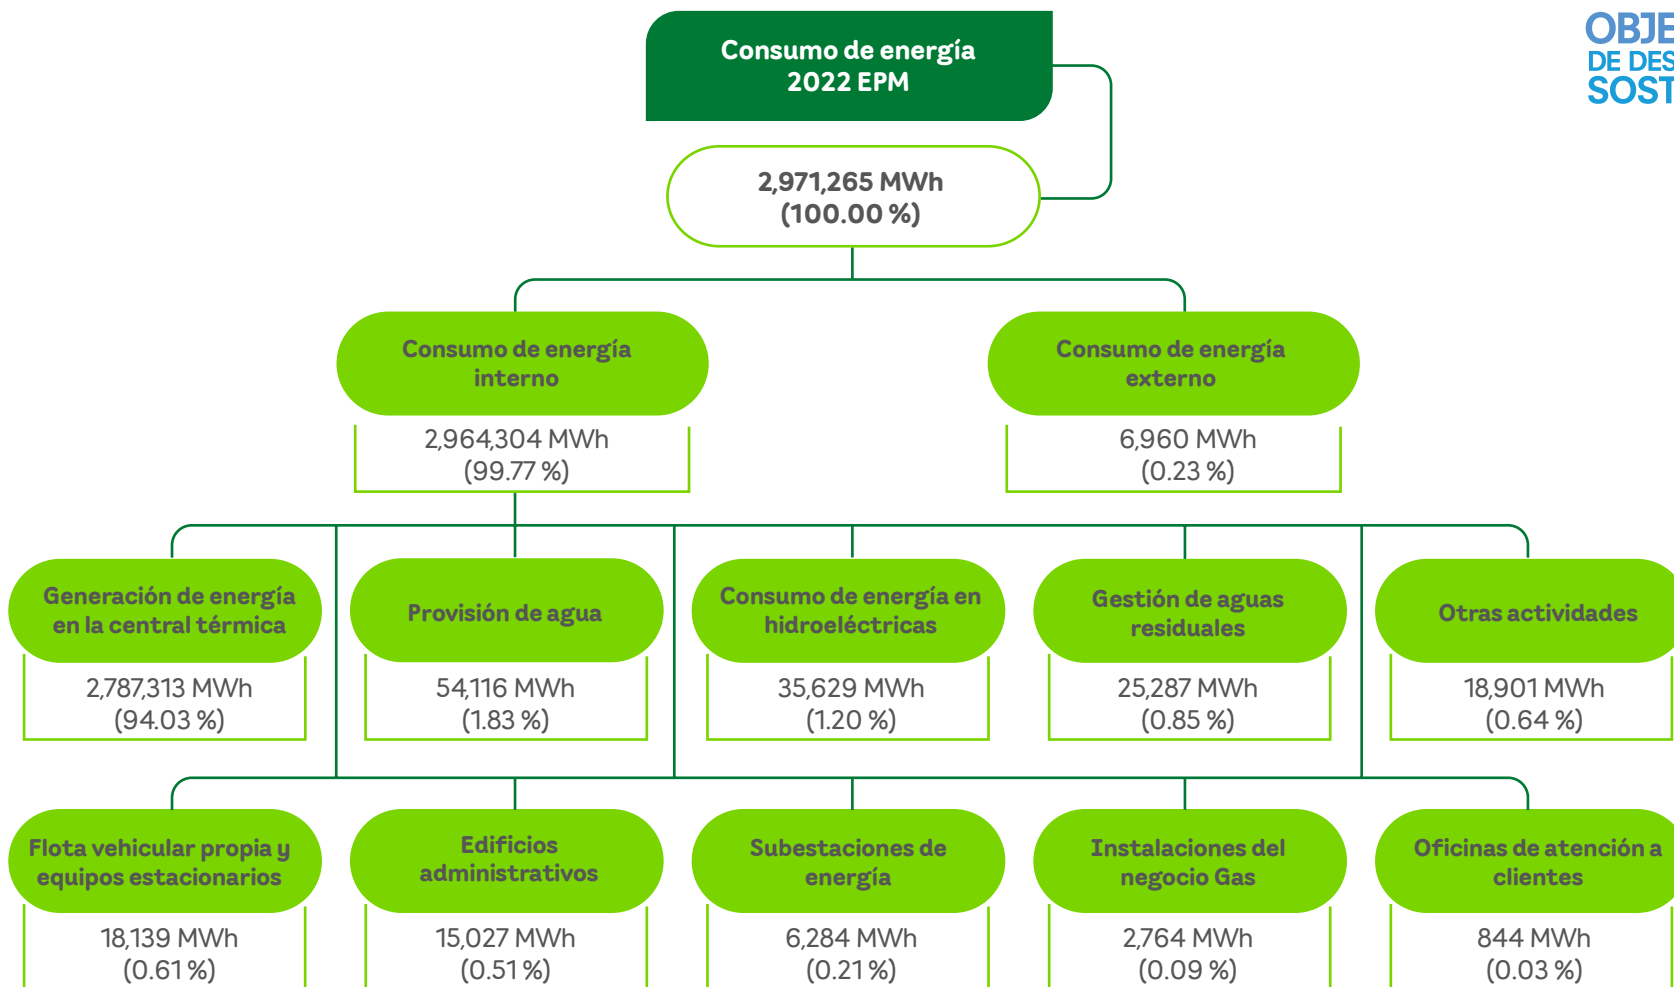 Consumo de energía
2022 EPM
OBJE
DE DES
SOST
2,971,265 MWh
(100.00 %)
Consumo de energía
interno
2,964,304 MWh
(99.77 %)
Consumo de energía
externo
6,960 MWh
(0.23 %)
Generación de energía
en la central térmica
2,787,313 MWh
(94.03 %)
Provisión de agua
54,116 MWh
(1.83 %)
Consumo de energía en
hidroeléctricas
35,629 MWh
(1.20 %)
Gestión de aguas
residuales
25,287 MWh
(0.85 %)
Otras actividades
18,901 MWh
(0.64 %)
Flota vehicular propia y
equipos estacionarios
18,139 MWh
(0.61 %)
Edificios
administrativos
15,027 MWh
(0.51 %)
Subestaciones de
energía
6,284 MWh
(0.21 %)
Instalaciones del
negocio Gas
2,764 MWh
(0.09 %)
Oficinas de atención a
clientes
844 MWh
(0.03 %)